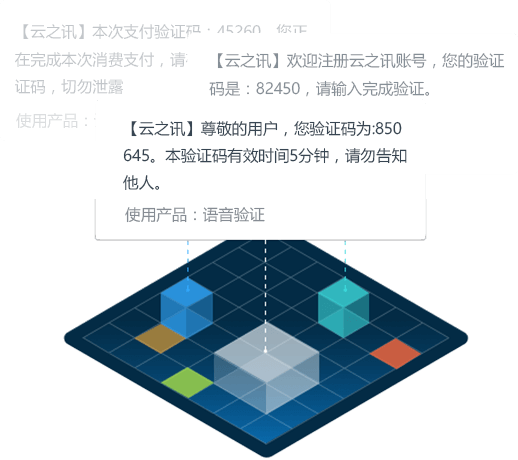 【云之讯】本次支付验证码：45260，您正
在完成本次消费支付，请
证码，切勿泄露
使用产品：
【云之讯】欢迎注册云之讯账号，您的验证
码是：82450，请输入完成验证。
【云之讯】尊敬的用户，您验证码为:850
645。本验证码有效时间5分钟，请勿告知
他人。
使用产品：语音验证